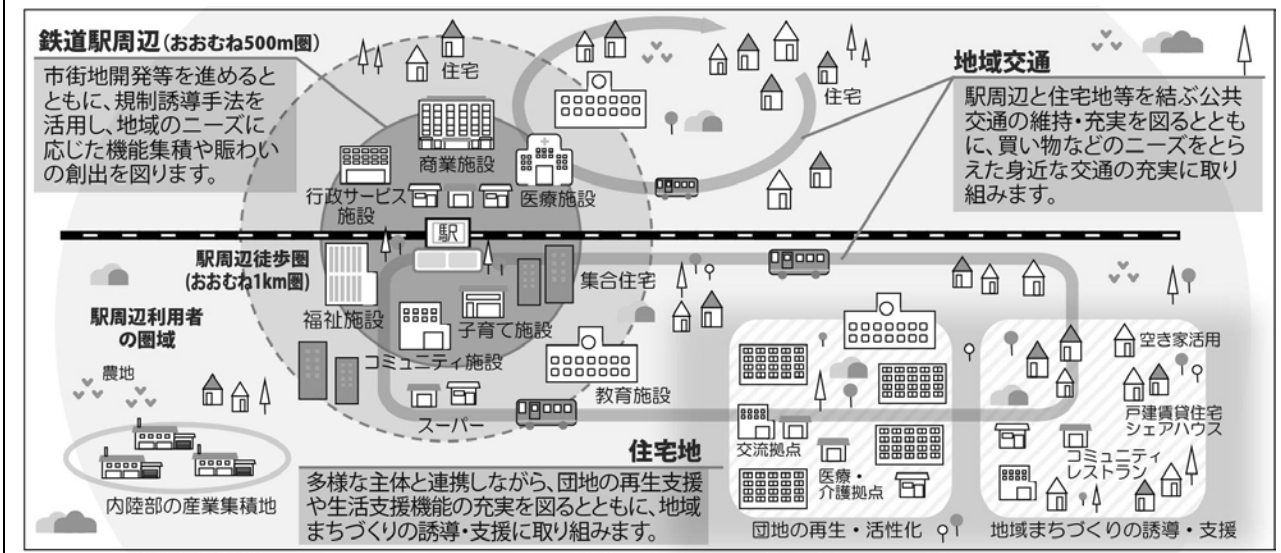 鉄道駅周辺(おおむね500m圏)
市街地開発等を進めると
ともに、規制誘導手法を
活用し、地域のニーズに
応じた機能集積や賑わい
の創出を図ります。
住宅
商業施設
行政サービス
施設
医療施設
住宅
地域交通
駅周辺と住宅地等を結ぶ公共
交通の維持・充実を図るととも
に、買い物などのニーズをとら
えた身近な交通の充実に取り
組みます。
駅
駅周辺徒歩圏
(おおむね1km圏)
集合住宅
福祉施設
子育て施設
コミュニティ施設
駅周辺利用者
の圏域
農地
スーパー
教育施設
内陸部の産業集積地
住宅地
多様な主体と連携しながら、団地の再生支援
や生活支援機能の充実を図るとともに、地域
まちづくりの誘導・支援に取り組みます。
交流拠点
医療・
介護拠点
団地の再生・活性化
空き家活用
戸建賃貸住宅
シェアハウス
コミュニティ
レストラン
地域まちづくりの誘導・支援